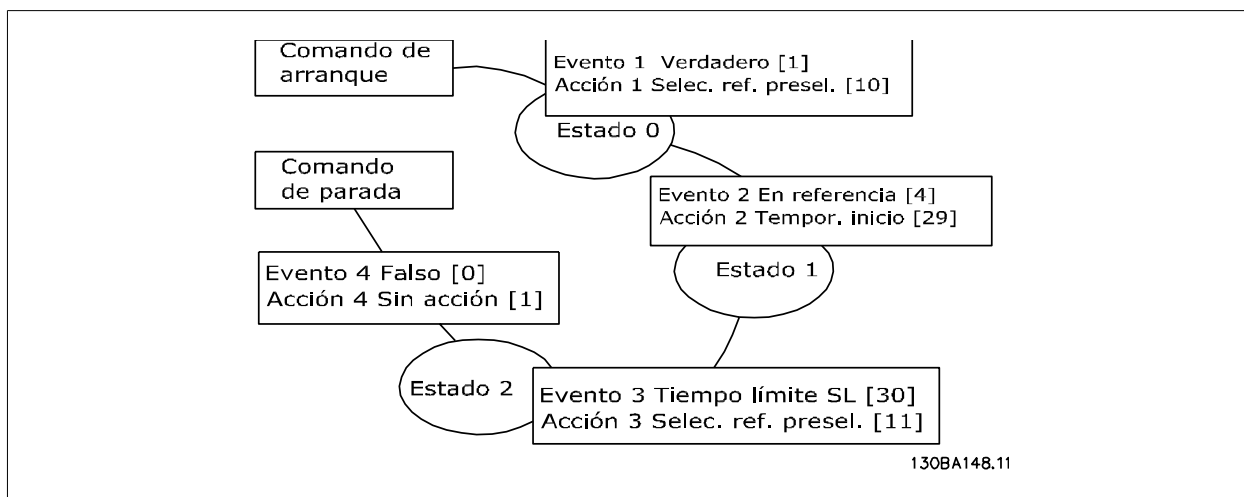 Comando de
arranque
Evento 1 Verdadero [1]
Acción 1 Selec. ref. presel. [10]
Estado 0
Comando
de parada
Evento 2 En referencia [4]
Acción 2 Tempor. inicio [29]
Estado 1
Evento 4 Falso [0]
Acción 4 Sin acción [1]
Estado 2
Evento 3 Tiempo límite SL [30]
Acción 3 Selec. ref. presel. [11]
130BA148.11